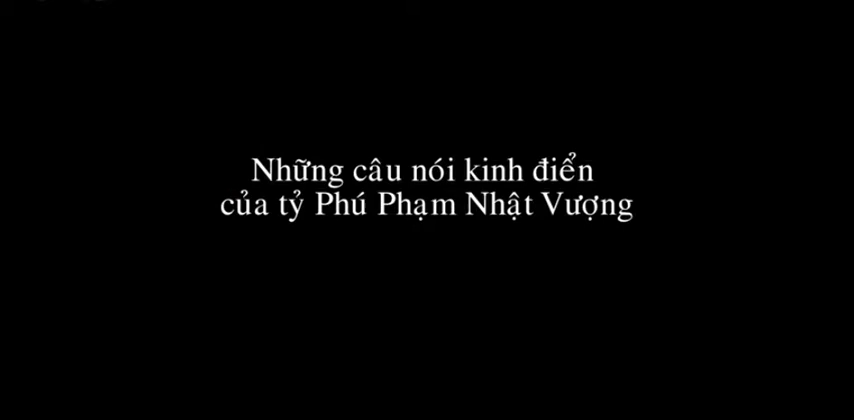 Những câu nói kinh điển
của tỷ Phú Phạm Nhật Vượng